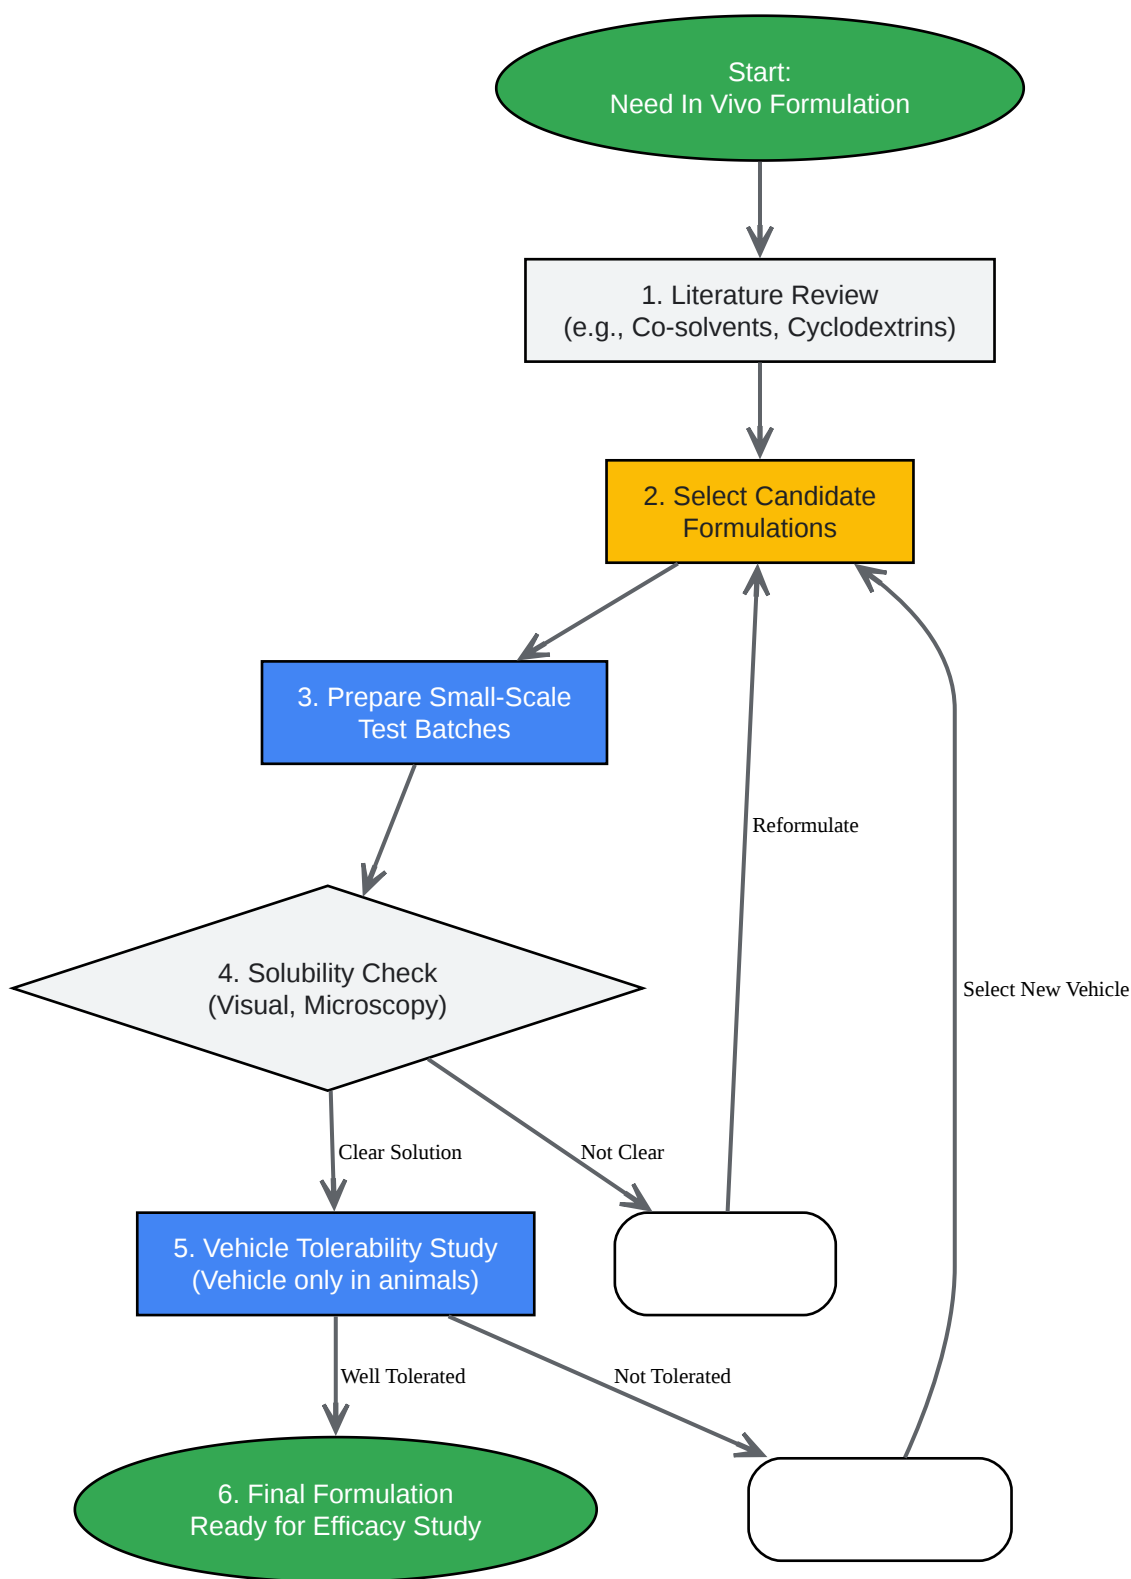 Start:
Need In Vivo Formulation
1. Literature Review
(e.g., Co-solvents, Cyclodextrins)
2. Select Candidate
Formulations
3. Prepare Small-Scale
Test Batches
Reformulate
4. Solubility Check
(Visual, Microscopy)
Select New Vehicle
Clear Solution
Not Clear
5. Vehicle Tolerability Study
(Vehicle only in animals)
Well Tolerated
Not Tolerated
6. Final Formulation
Ready for Efficacy Study